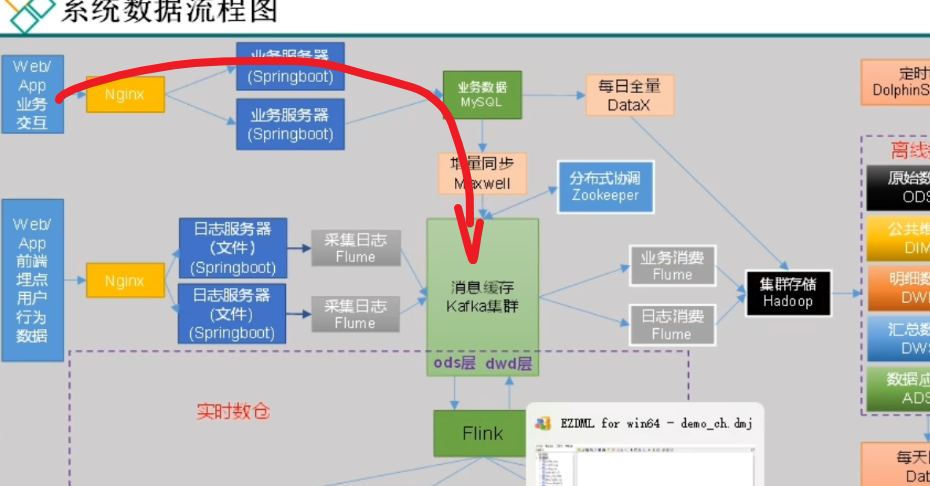 系统数据流程图
Web/
App
业务
交互
Nginx
业务服务器
(Springboot)
业务服务器
(Springboot)
业务数据
MySQL
每日全量
DataX
增量同步
Maxwell
分布式协调
Zookeeper
Web/
App
前端
埋点
用户
行为
数据
Nginx
日志服务器
(文件)
(Springboot)
日志服务器
(文件)
(Springboot)
采集日志
Flume
采集日志
Flume
消息缓存
Kafka集群
ods层 dwd层
业务消费
Flume
日志消费
Flume
集群存储
Hadoop
实时数仓
Flink
EZDML for win64 - demo_ch.dmj
定时
DolphinS
离线
原始数
ODS
公共维
DIM
明细数
DW
汇总数
DWS
数据应
ADS
每天
Dat